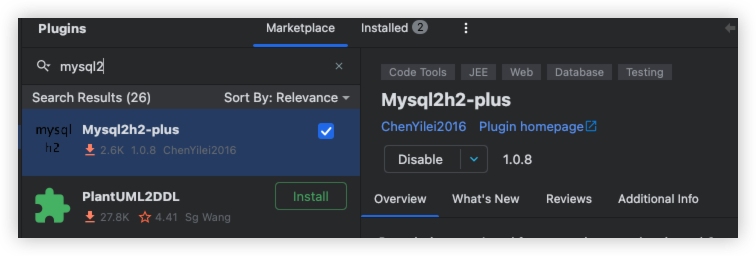 Plugins
Marketplace
Installed 2
mysql2
Search Results (26)
Sort By: Relevance
mysql
h2
Mysql2h2-plus
2.6K 1.0.8 ChenYilei2016
PlantUML2DDL
27.8K 4.41 Sg Wang
Install
Code Tools JEE Web Database Testing
Mysql2h2-plus
ChenYilei2016 Plugin homepage
Disable 1.0.8
Overview What's New Reviews Additional Info